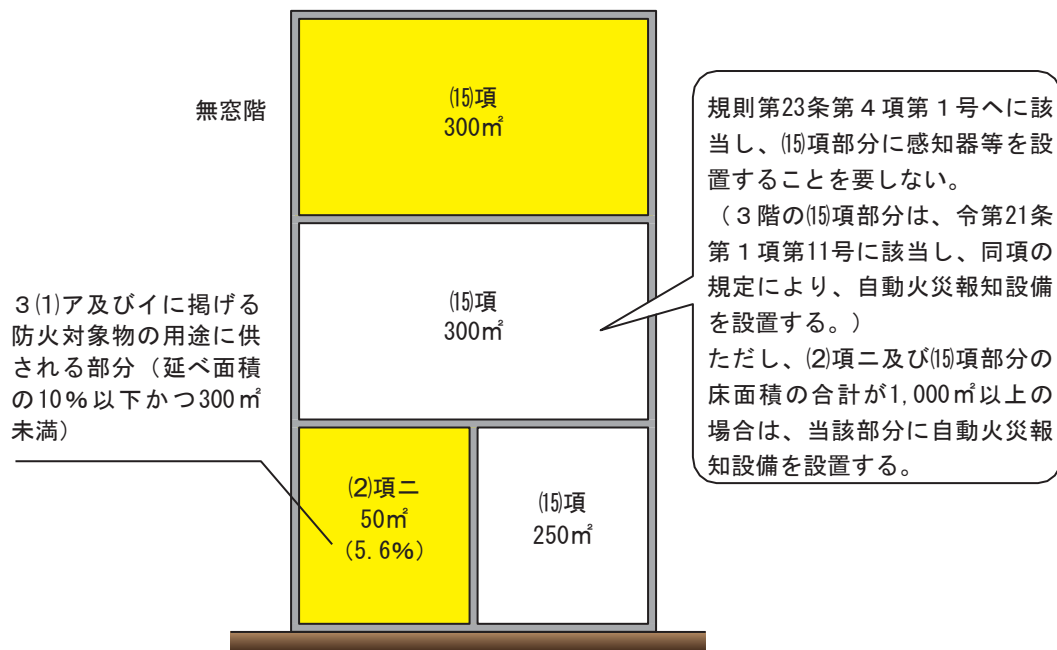 無窓階
⒂項
300㎡
⒂項
300㎡
3⑴ア及びイに掲げる
防火対象物の用途に供
される部分（延べ面積
の10％以下かつ300㎡
未満）
⑵項ニ
50㎡
（5.6％）
⒂項
250㎡
規則第23条第４項第１号ヘに該
当し、⒂項部分に感知器等を設
置することを要しない。
（３階の⒂項部分は、令第21条
第１項第11号に該当し、同項の
規定により、自動火災報知設備
を設置する。）
ただし、⑵項ニ及び⒂項部分の
床面積の合計が1,000㎡以上の
場合は、当該部分に自動火災報
知設備を設置する。